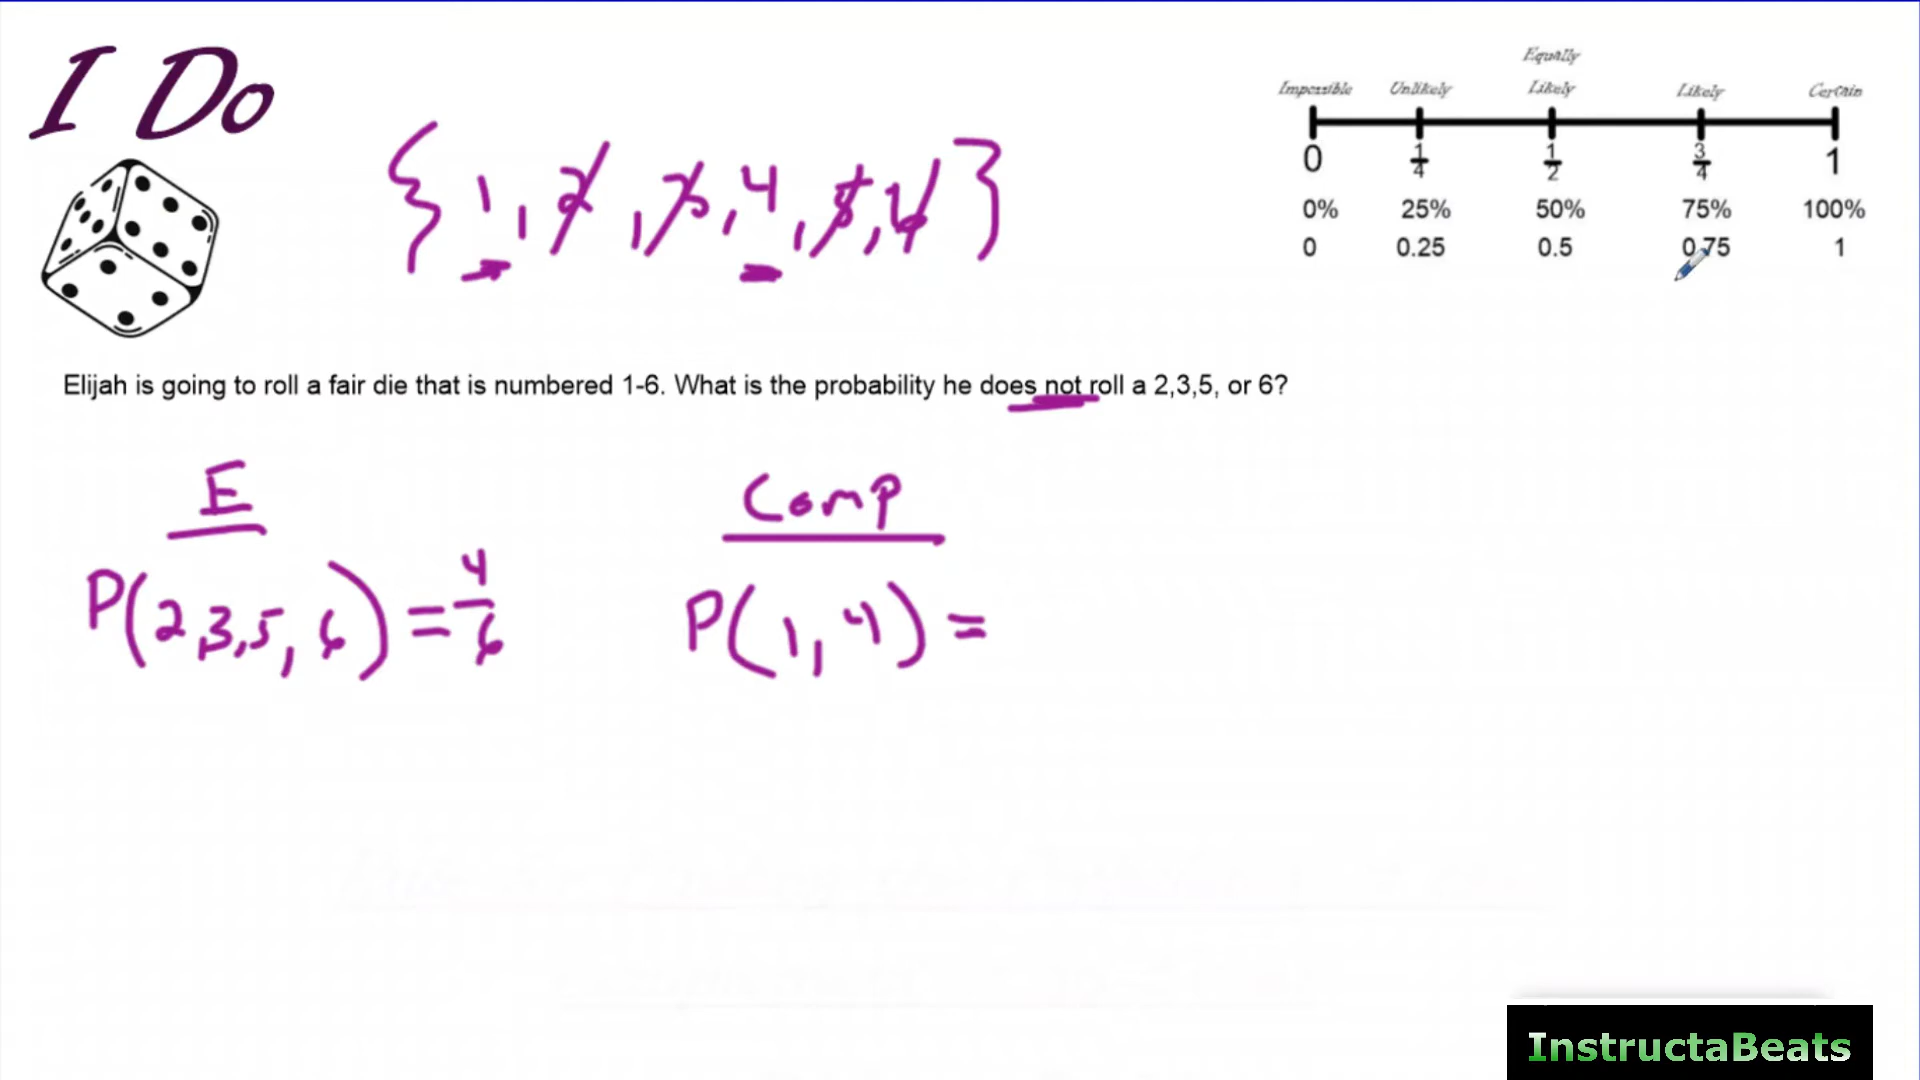 I Do
{ 1, 2, 3, 4, 5, 6 }
Equally
Impossible Unlikely Likely Likely Certain
0 1/4 1/2 3/4 1
0% 25% 50% 75% 100%
0 0.25 0.5 0.75 1
Elijah is going to roll a fair die that is numbered 1-6. What is the probability he does not roll a 2,3,5, or 6?
E
P(2,3,5,6) = 4/6
Comp
P(1,4) =
InstructaBeats